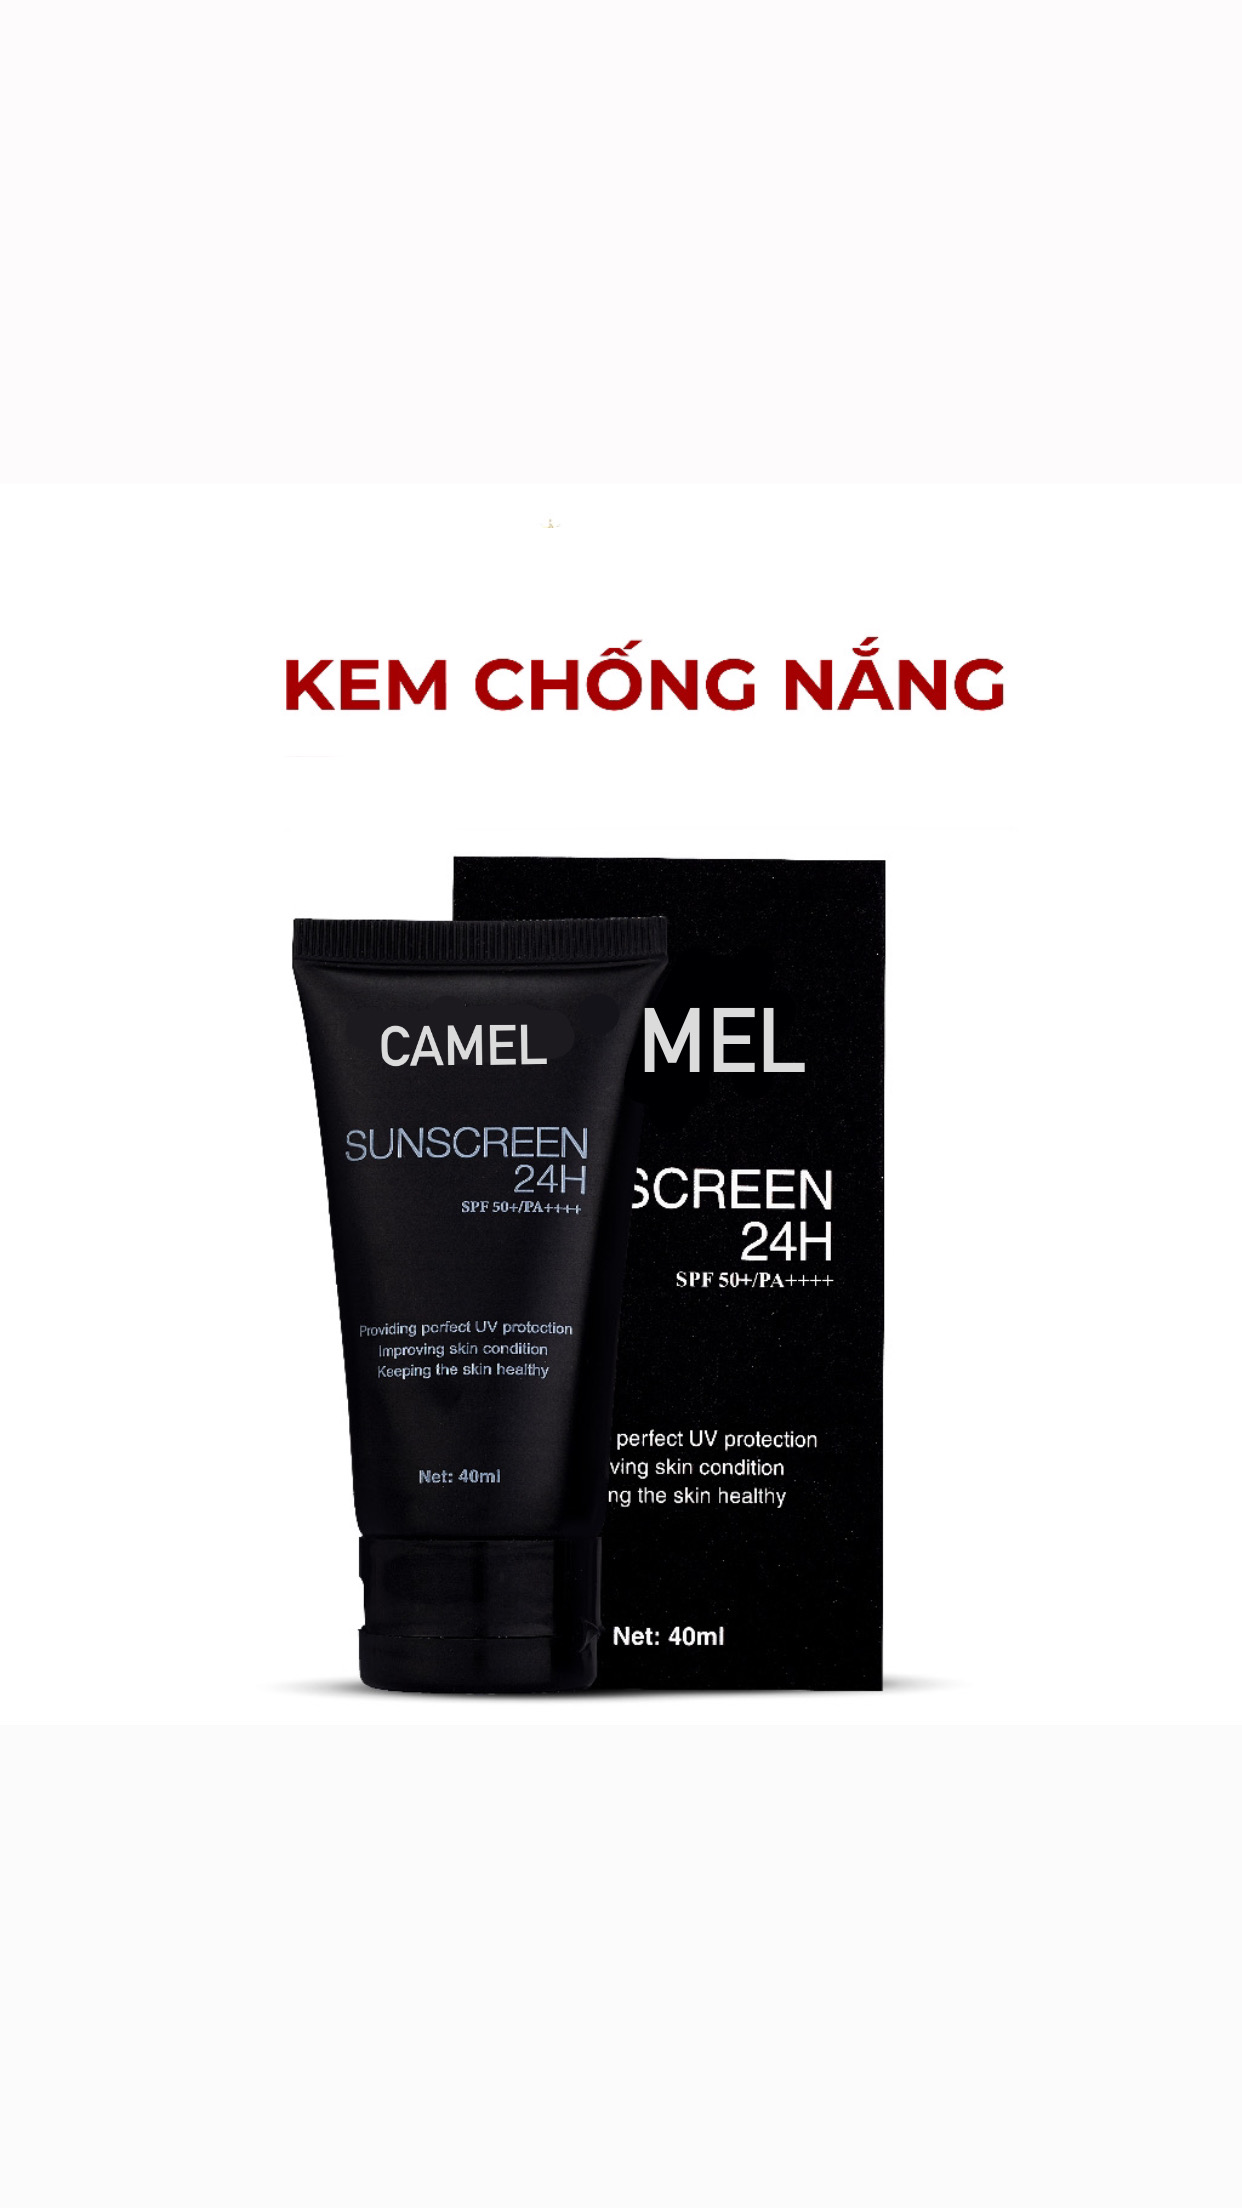 KEM CHỐNG NẮNG
CAMEL
SUNSCREEN
24H
SPF 50+/PA++++
Providing perfect UV protection
Improving skin condition
Keeping the skin healthy
Net: 40ml
MEL
SCREEN
24H
SPF 50+/PA++++
perfect UV protection
ving skin condition
ng the skin healthy
Net: 40ml